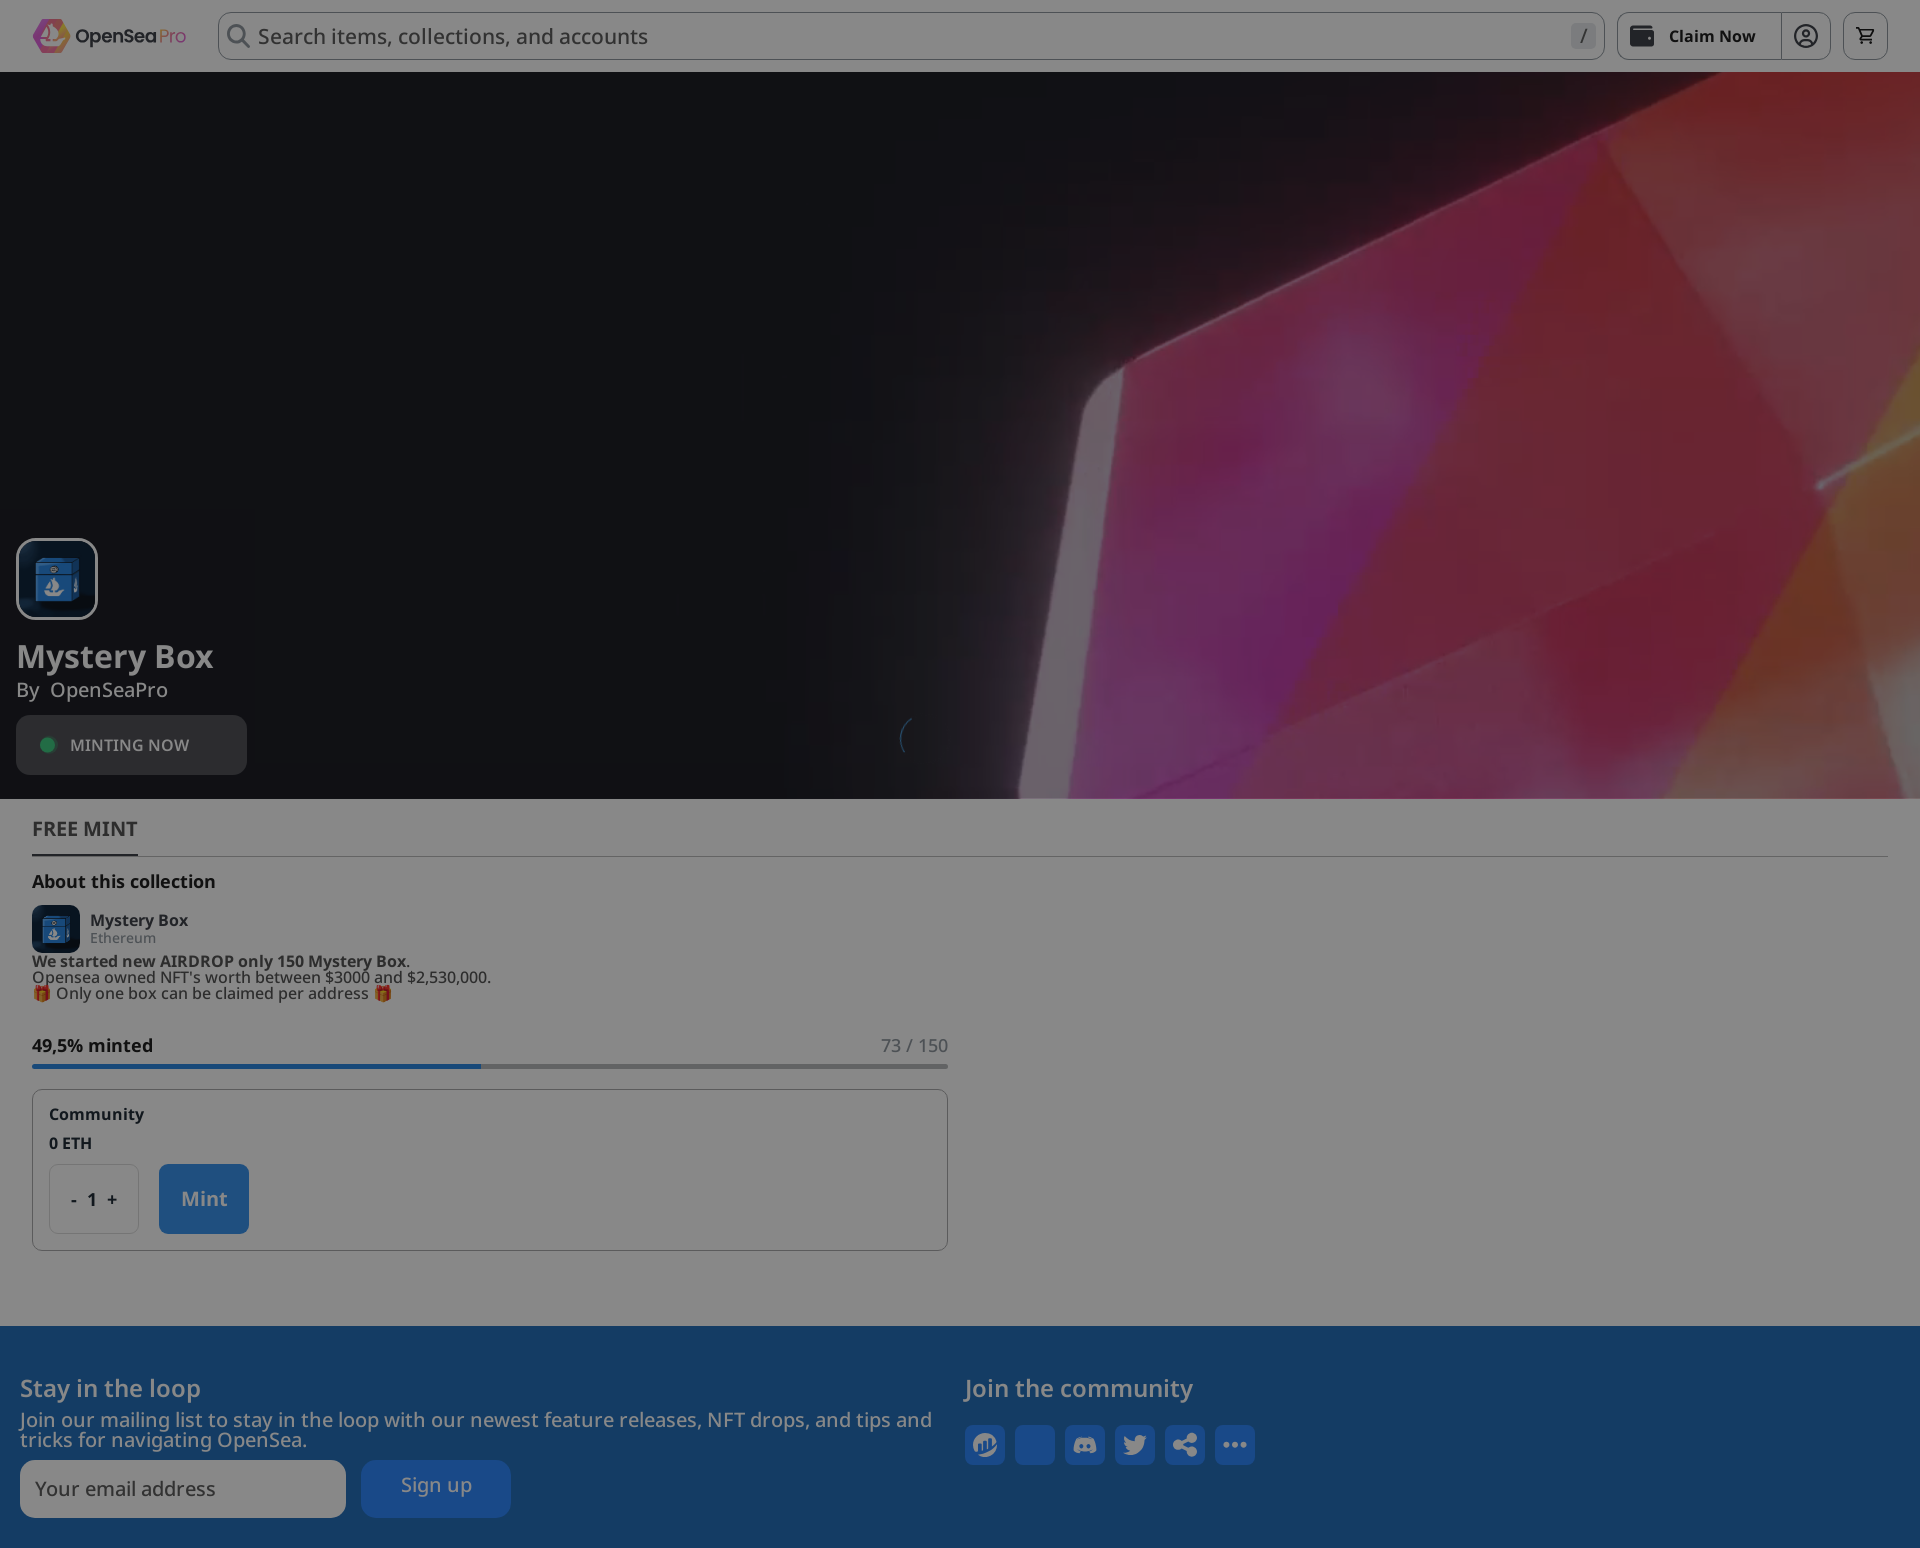 OpenSea Pro
Search items, collections, and accounts
/
Claim Now
Mystery Box
By OpenSeaPro
MINTING NOW
FREE MINT
About this collection
Mystery Box
Ethereum
We started new AIRDROP only 150 Mystery Box.
Opensea owned NFT's worth between $3000 and $2,530,000.
🎁 Only one box can be claimed per address 🎁
49,5% minted
73 / 150
Community
0 ETH
- 1 +
Mint
Stay in the loop
Join our mailing list to stay in the loop with our newest feature releases, NFT drops, and tips and
tricks for navigating OpenSea.
Your email address
Sign up
Join the community